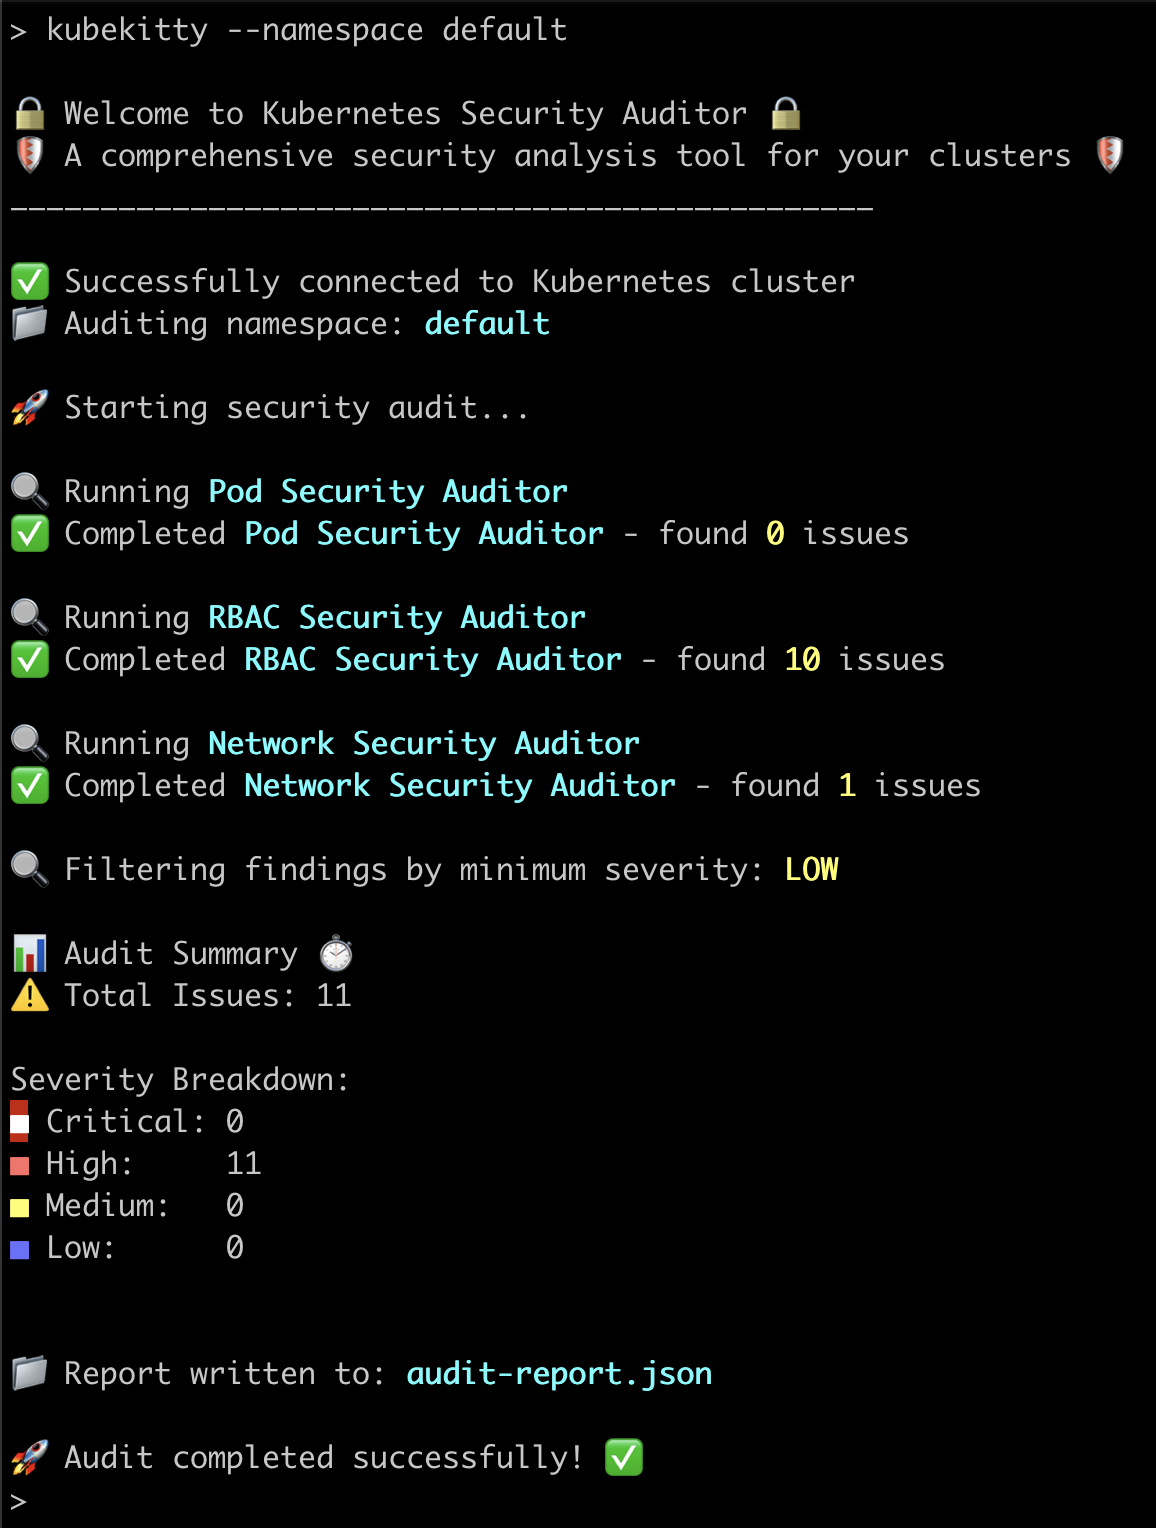 > kubekitty --namespace default
🔒 Welcome to Kubernetes Security Auditor 🔒
🛡️ A comprehensive security analysis tool for your clusters 🛡️
________________________________________________
✅ Successfully connected to Kubernetes cluster
📁 Auditing namespace: default
🚀 Starting security audit...
🔍 Running Pod Security Auditor
✅ Completed Pod Security Auditor - found 0 issues
🔍 Running RBAC Security Auditor
✅ Completed RBAC Security Auditor - found 10 issues
🔍 Running Network Security Auditor
✅ Completed Network Security Auditor - found 1 issues
🔍 Filtering findings by minimum severity: LOW
📊 Audit Summary ⏱️
⚠️ Total Issues: 11
Severity Breakdown:
■ Critical: 0
■ High: 11
■ Medium: 0
■ Low: 0
📁 Report written to: audit-report.json
🚀 Audit completed successfully! ✅
>